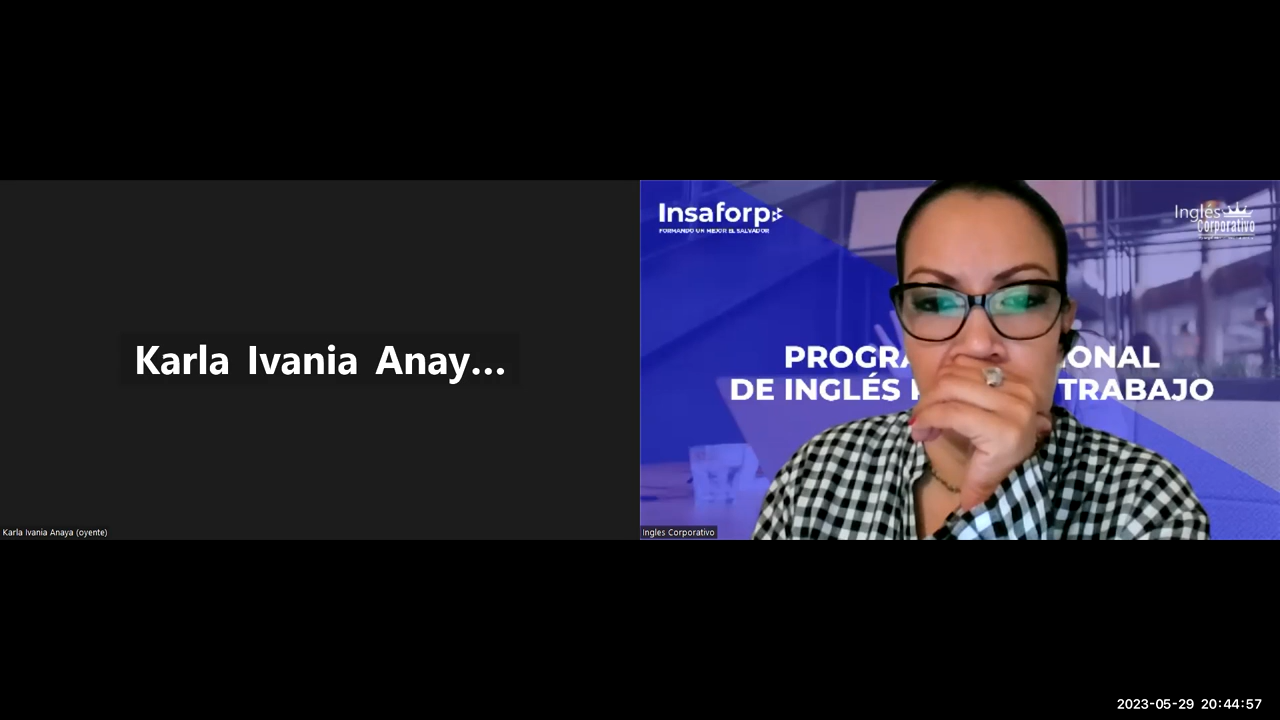 Karla Ivania Anay...
Karla Ivania Anaya (oyente)
Insaforp
FORMANDO UN MEJOR EL SALVADOR
Inglés
Corporativo
PROGRA IONAL
DE INGLÉS TRABAJO
Ingles Corporativo
2023-05-29 20:44:57